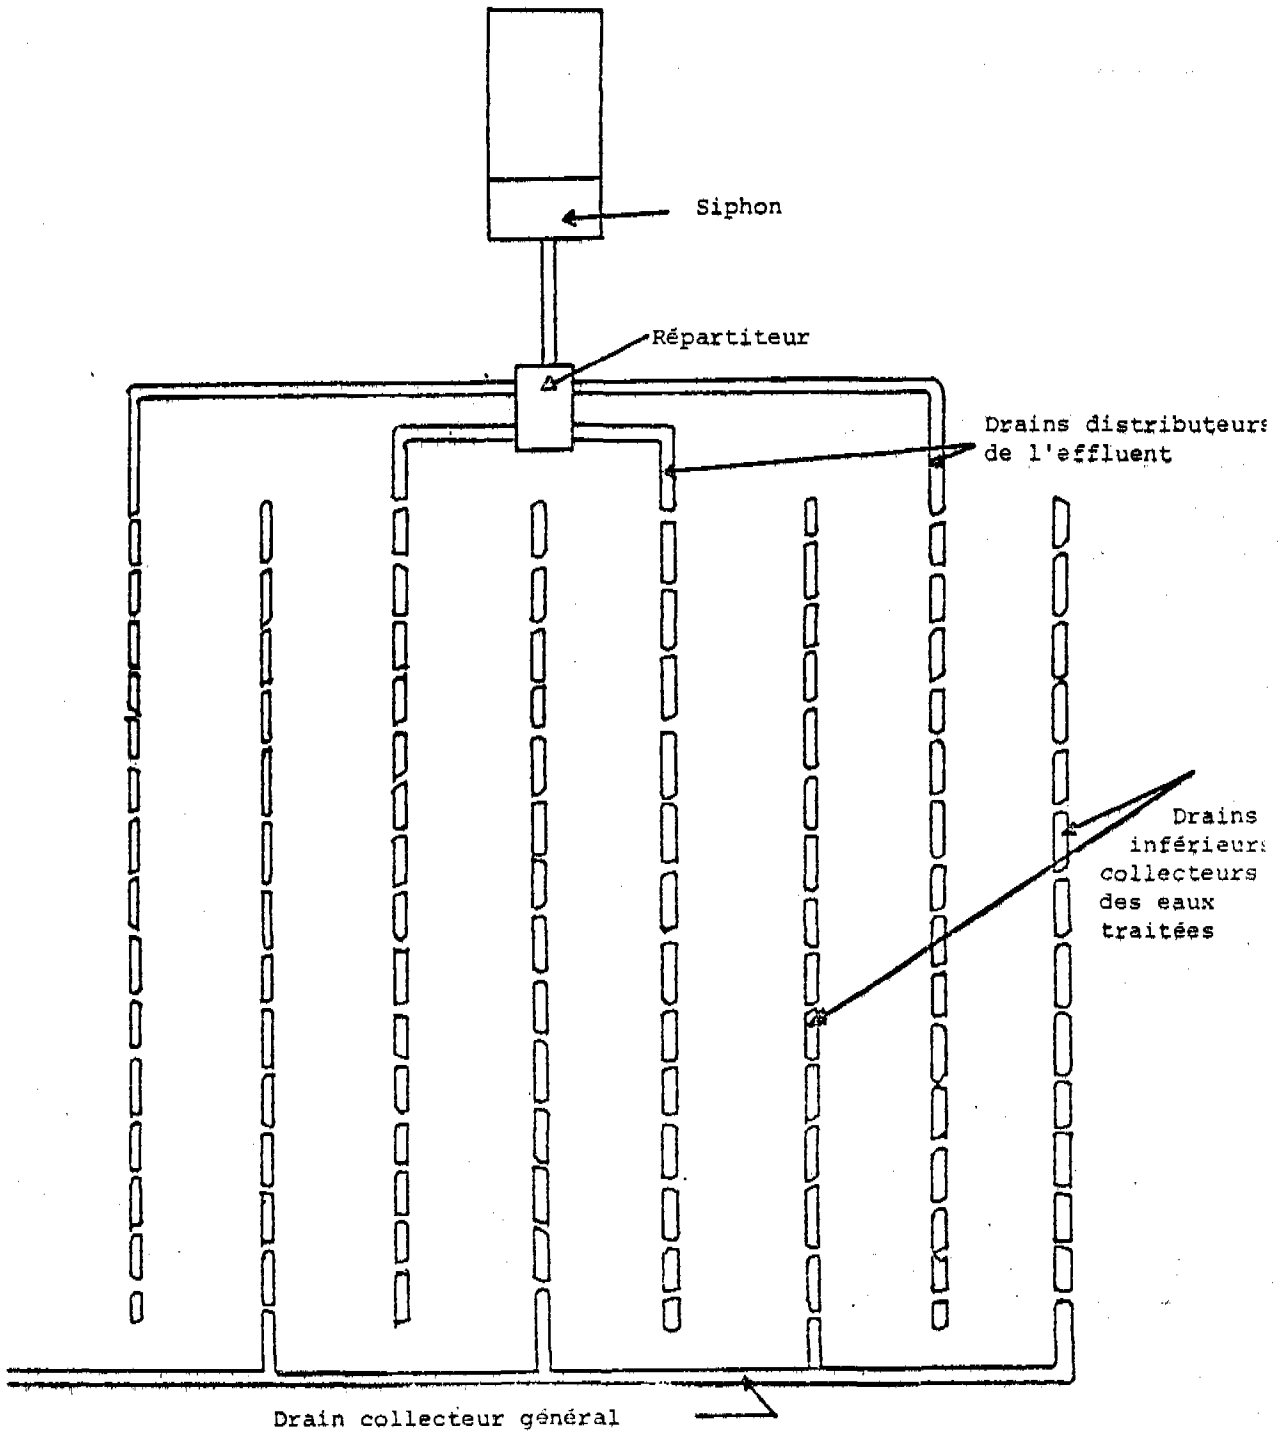 Siphon
Répartiteur
Drains distributeurs
de l'effluent
Drains
inférieurs
collecteurs
des eaux
traitées
Drain collecteur général